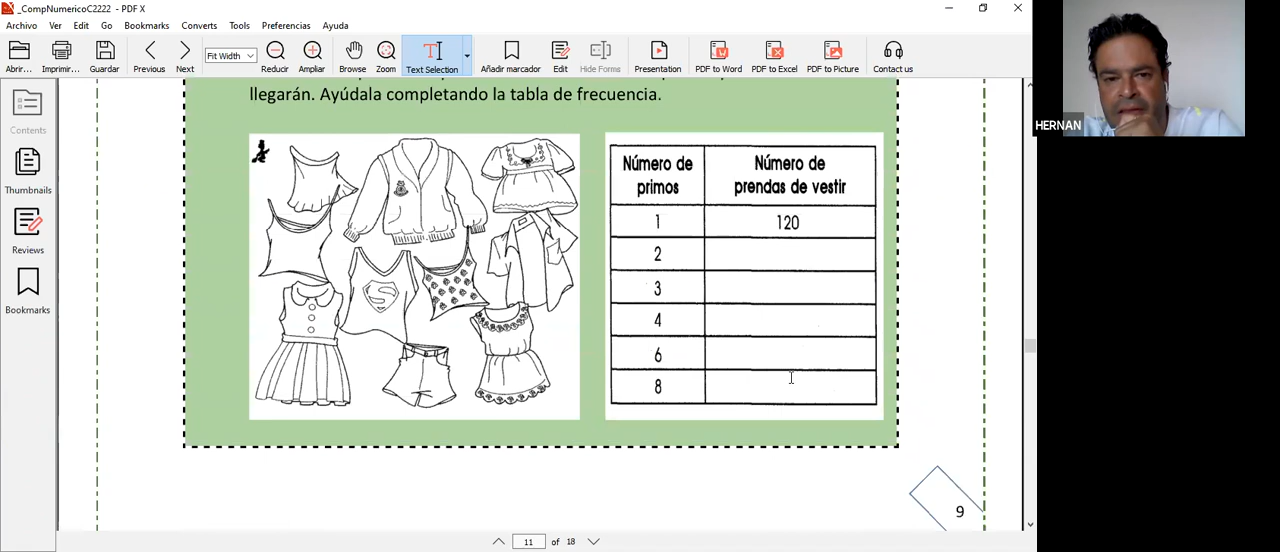 _CompNumericoC2222 - PDF X
Archivo Ver Edit Go Bookmarks Converts Tools Preferencias Ayuda
Abrir... Imprimir... Guardar Previous Next Fit Width Reducir Ampliar Browse Zoom Text Selection Añadir marcador Edit Hide Forms Presentation PDF to Word PDF to Excel PDF to Picture Contact us
HERNAN
Contents
Thumbnails
Reviews
Bookmarks
llegarán. Ayúdala completando la tabla de frecuencia.
S
Número de primos Número de prendas de vestir
1 120
2
3
4
6
8
9
11 of 18